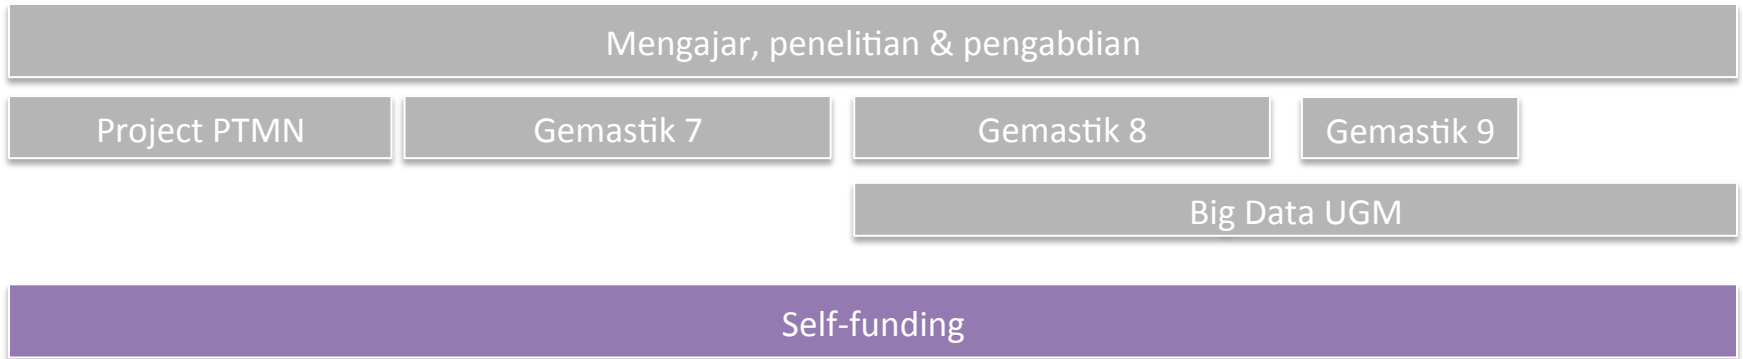 Mengajar, penelitian & pengabdian
Project PTMN
Gemastik 7
Gemastik 8
Gemastik 9
Big Data UGM
Self-funding